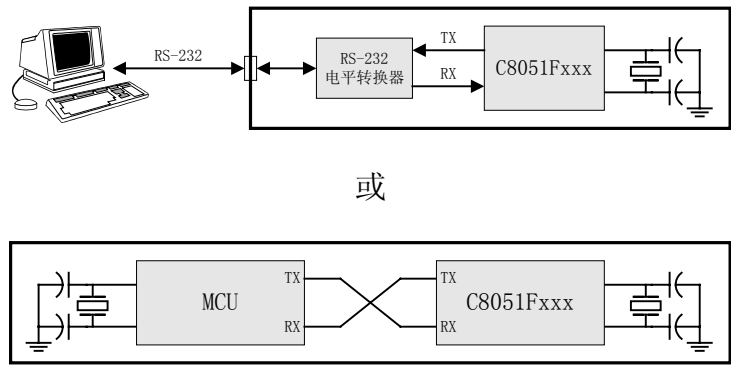 RS-232
RS-232
电平转换器
TX
RX
C8051Fxxx
或
MCU
TX
RX
TX
RX
C8051Fxxx